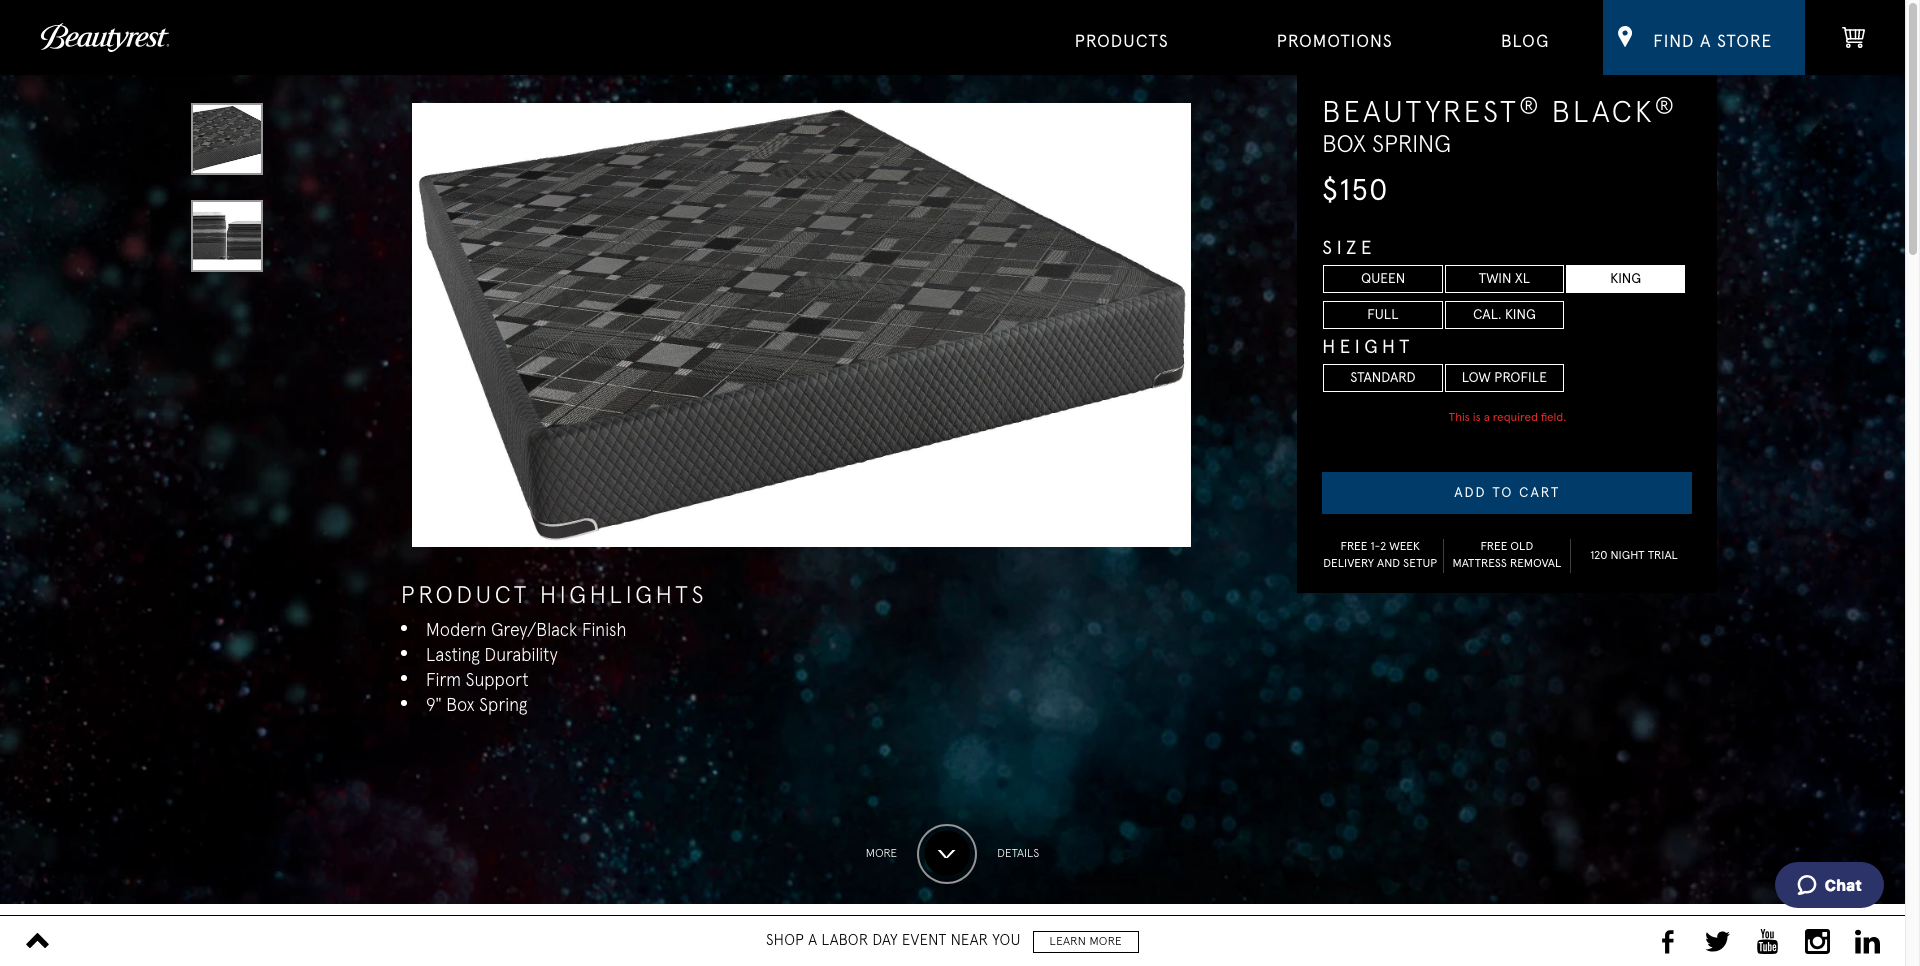 Beautyrest
PRODUCTS
PROMOTIONS
BLOG
FIND A STORE
BEAUTYREST® BLACK®
BOX SPRING
$150
SIZE
QUEEN
TWIN XL
KING
FULL
CAL. KING
HEIGHT
STANDARD
LOW PROFILE
This is a required field.
ADD TO CART
FREE 1-2 WEEK
DELIVERY AND SETUP
FREE OLD
MATTRESS REMOVAL
120 NIGHT TRIAL
PRODUCT HIGHLIGHTS
• Modern Grey/Black Finish
• Lasting Durability
• Firm Support
• 9" Box Spring
MORE
DETAILS
Chat
SHOP A LABOR DAY EVENT NEAR YOU
LEARN MORE
You
Tube